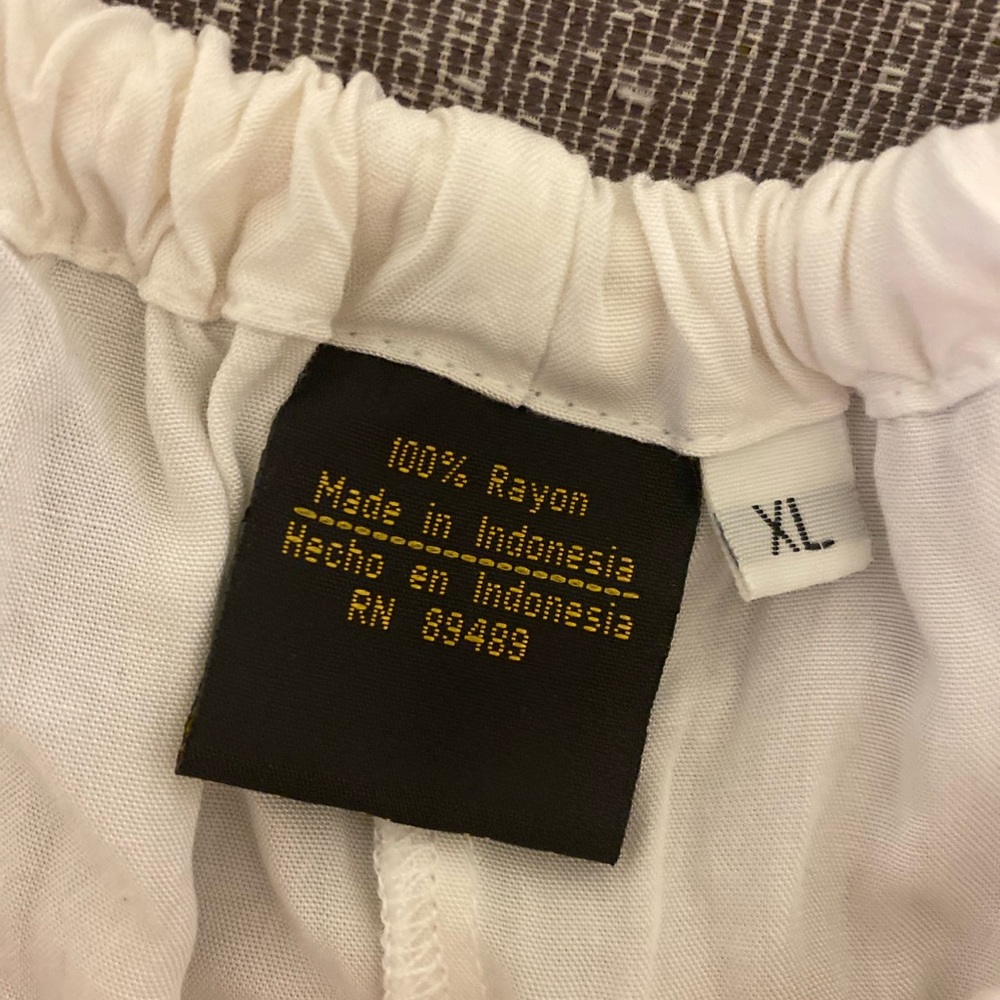 100% Rayon
Made in Indonesia
Hecho en Indonesia
RN 89489
XL